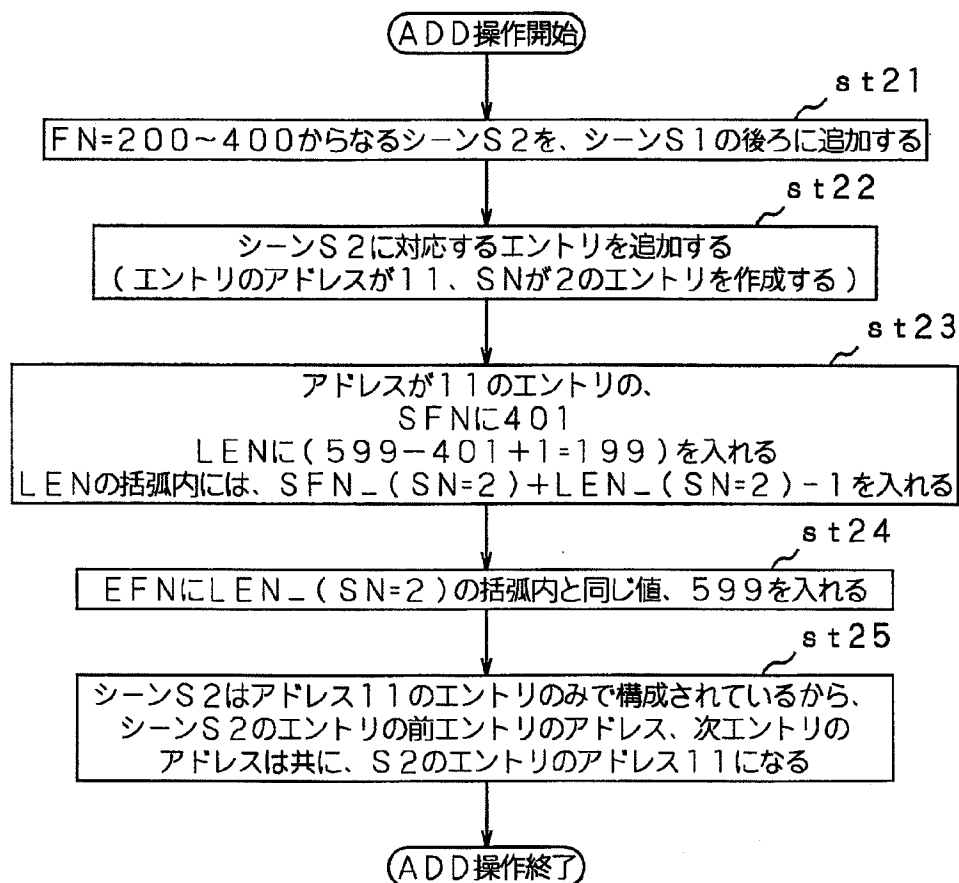 ADD操作開始
st21
FN=200〜400からなるシーンS2を、シーンS1の後ろに追加する
st22
シーンS2に対応するエントリを追加する
(エントリのアドレスが11、SNが2のエントリを作成する)
st23
アドレスが11のエントリの、
SFNに401
LENに(599-401+1=199)を入れる
LENの括弧内には、SFN_(SN=2)+LEN_(SN=2)-1を入れる
st24
EFNにLEN_(SN=2)の括弧内と同じ値、599を入れる
st25
シーンS2はアドレス11のエントリのみで構成されているから、
シーンS2のエントリの前エントリのアドレス、次エントリの
アドレスは共に、S2のエントリのアドレス11になる
ADD操作終了